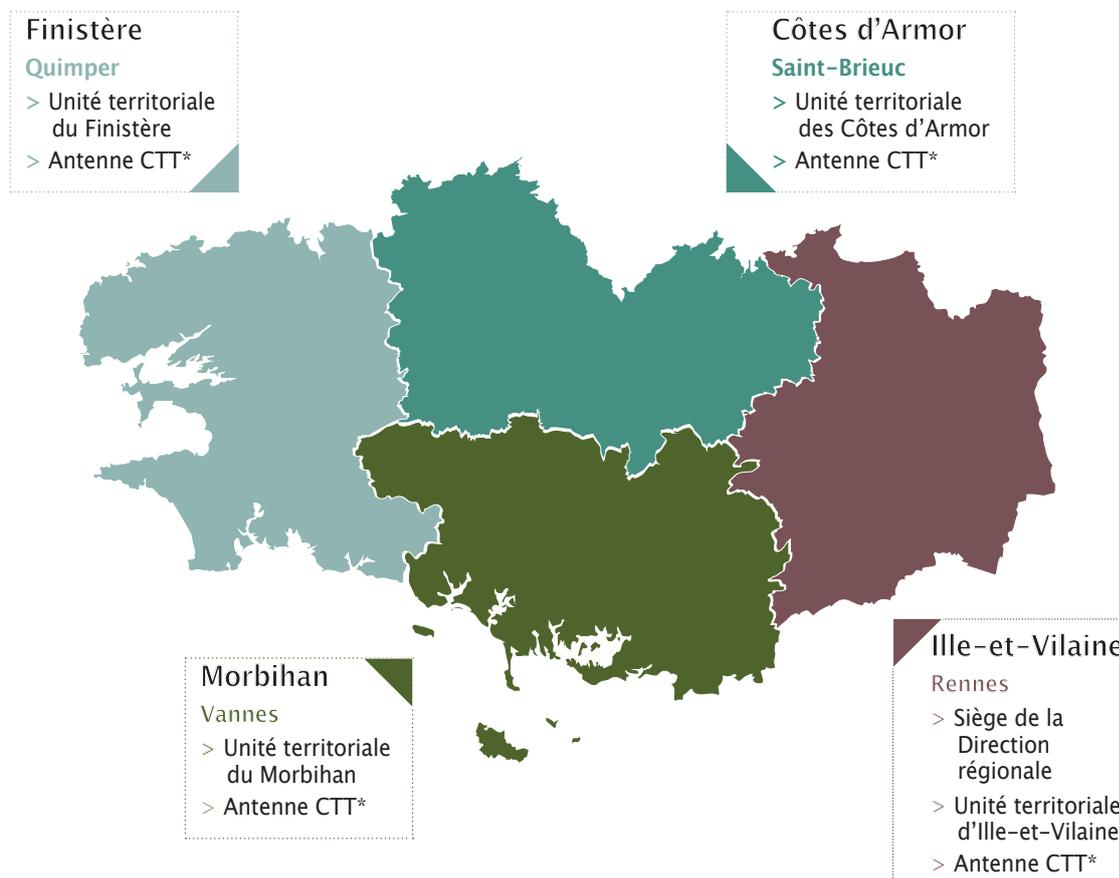 Finistère
Quimper
> Unité territoriale
du Finistère
> Antenne CTT*
Côtes d’Armor
Saint-Brieuc
> Unité territoriale
des Côtes d’Armor
> Antenne CTT*
Morbihan
Vannes
> Unité territoriale
du Morbihan
> Antenne CTT*
Ille-et-Vilaine
Rennes
> Siège de la
Direction
régionale
> Unité territoriale
d’Ille-et-Vilaine
> Antenne CTT*